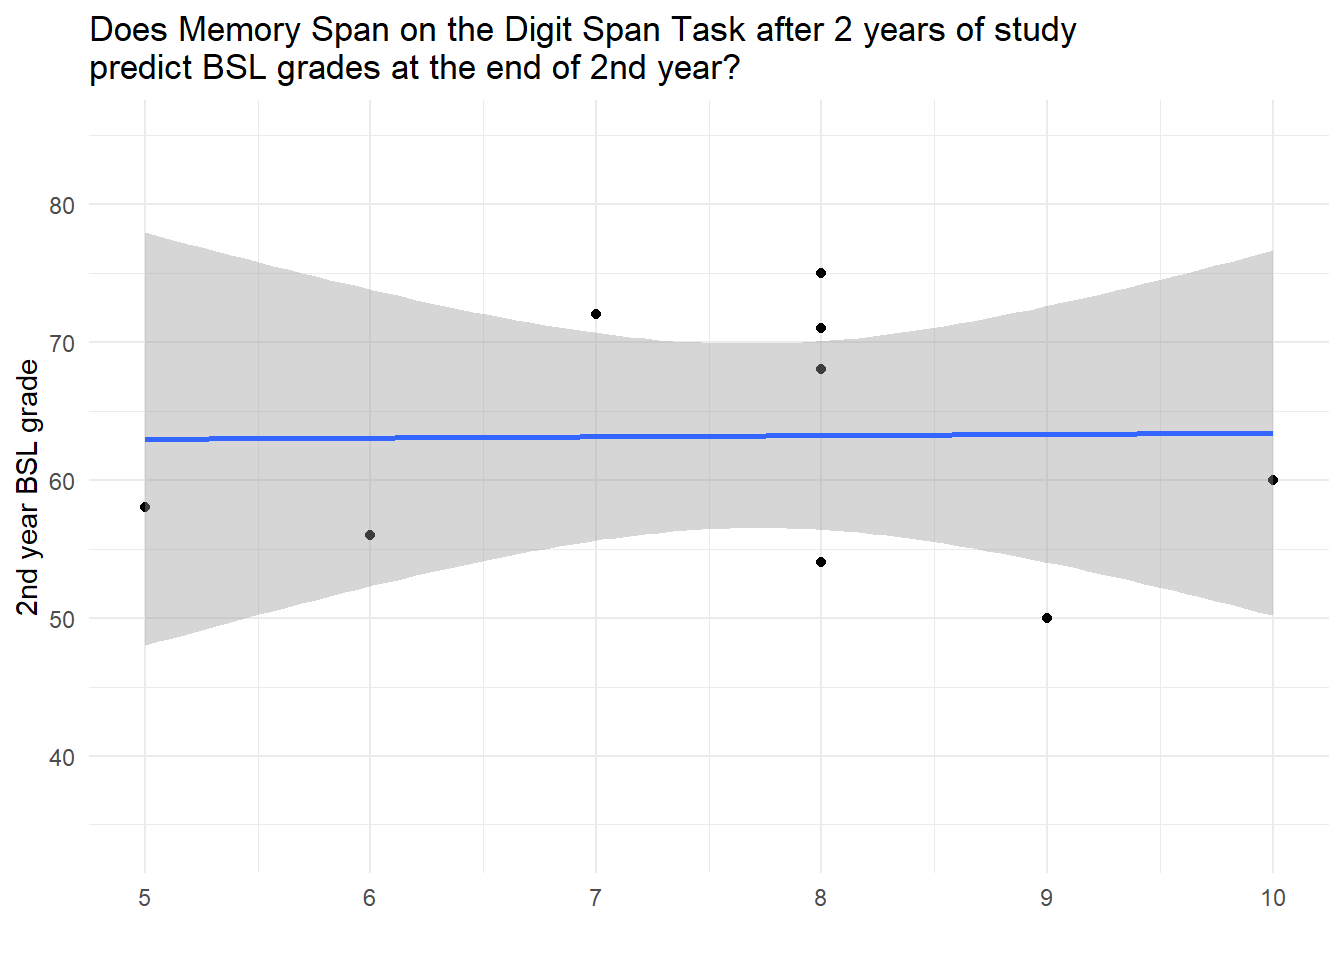 Does Memory Span on the Digit Span Task after 2 years of study
predict BSL grades at the end of 2nd year?
2nd year BSL grade
80
70
60
50
40
5 6 7 8 9 10